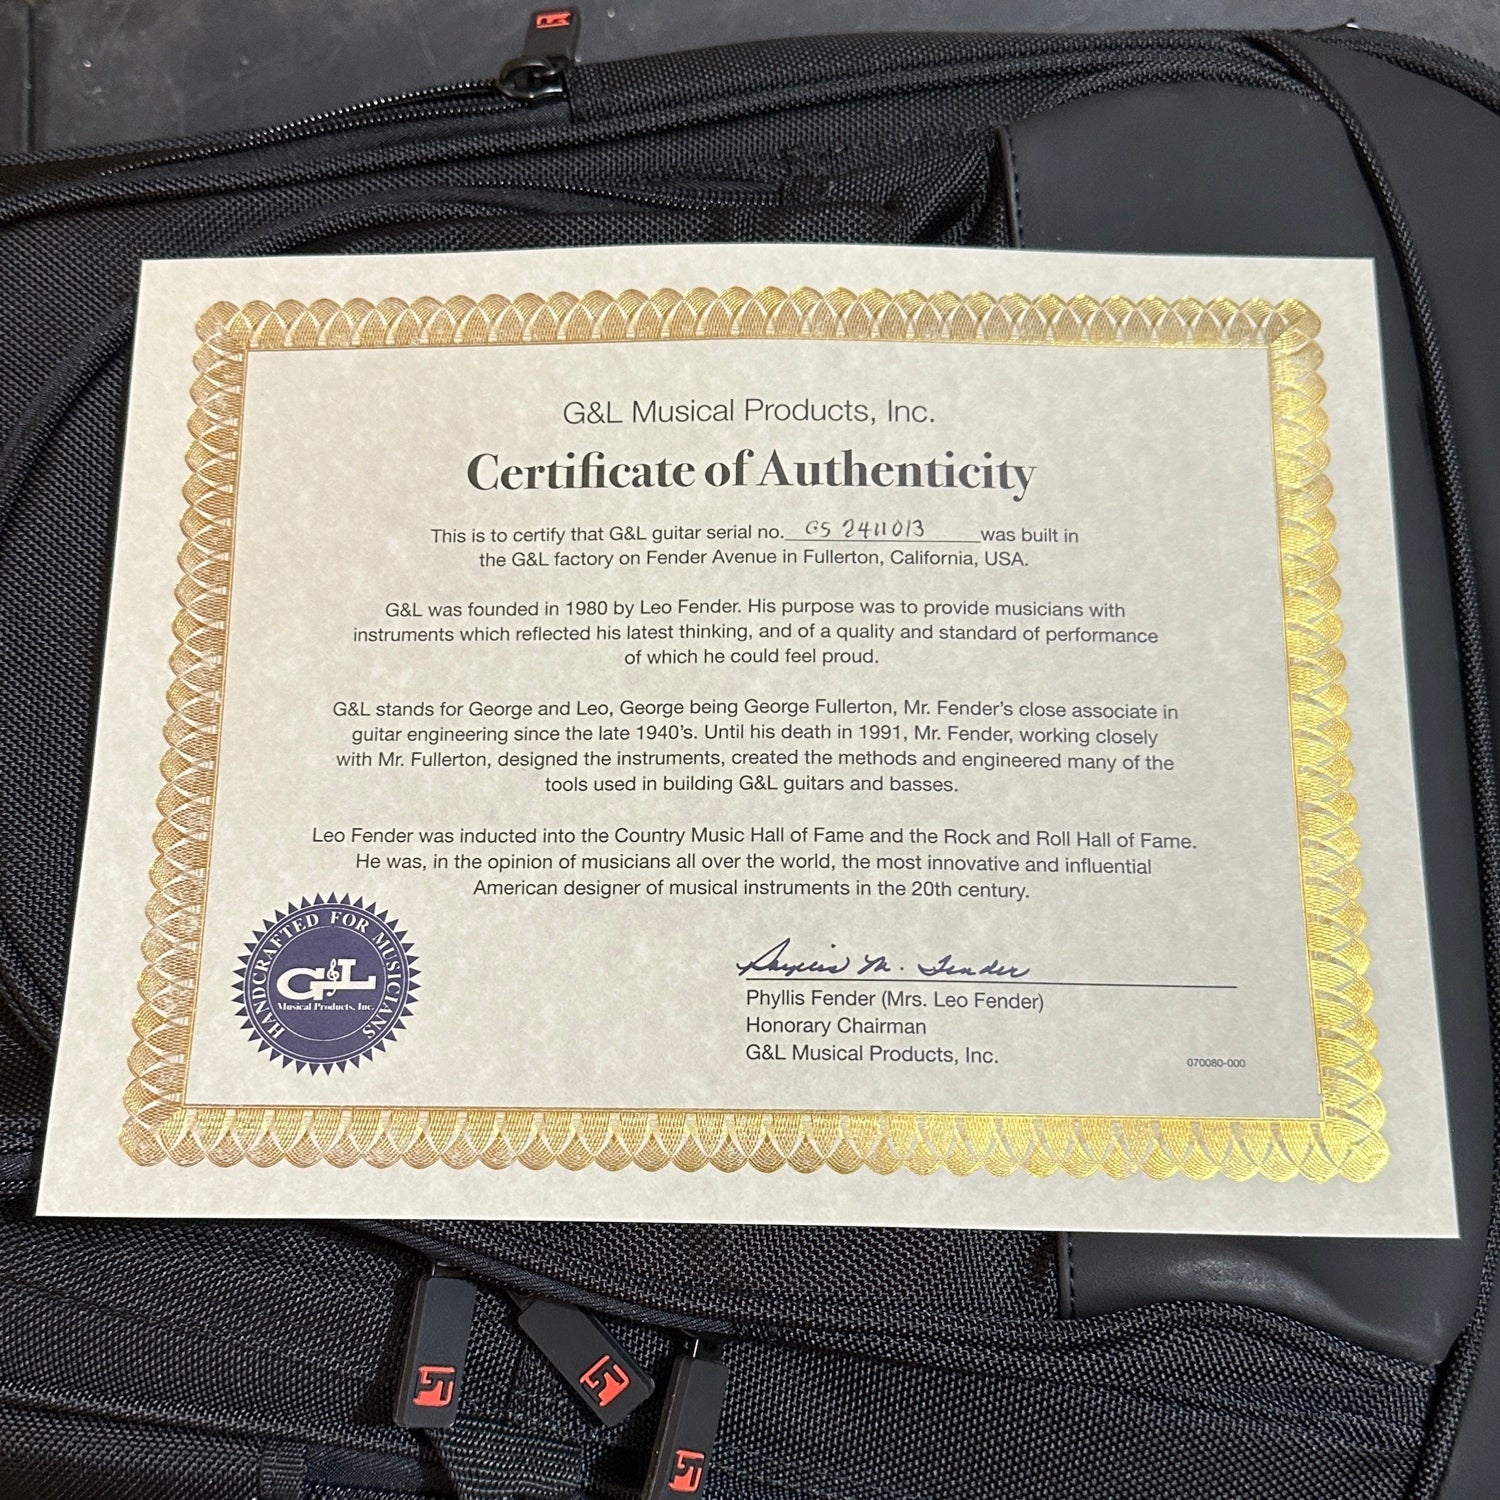 G&L Musical Products, Inc.
Certificate of Authenticity
This is to certify that G&L guitar serial no. GS 2411013 was built in
the G&L factory on Fender Avenue in Fullerton, California, USA.
G&L was founded in 1980 by Leo Fender. His purpose was to provide musicians with
instruments which reflected his latest thinking, and of a quality and standard of performance
of which he could feel proud.
G&L stands for George and Leo, George being George Fullerton, Mr. Fender's close associate in
guitar engineering since the late 1940's. Until his death in 1991, Mr. Fender, working closely
with Mr. Fullerton, designed the instruments, created the methods and engineered many of the
tools used in building G&L guitars and basses.
Leo Fender was inducted into the Country Music Hall of Fame and the Rock and Roll Hall of Fame.
He was, in the opinion of musicians all over the world, the most innovative and influential
American designer of musical instruments in the 20th century.
HANDCRAFTED FOR MUSICIANS
G&L
Musical Products, Inc.
Phyllis M. Fender
Phyllis Fender (Mrs. Leo Fender)
Honorary Chairman
G&L Musical Products, Inc.
070080-000